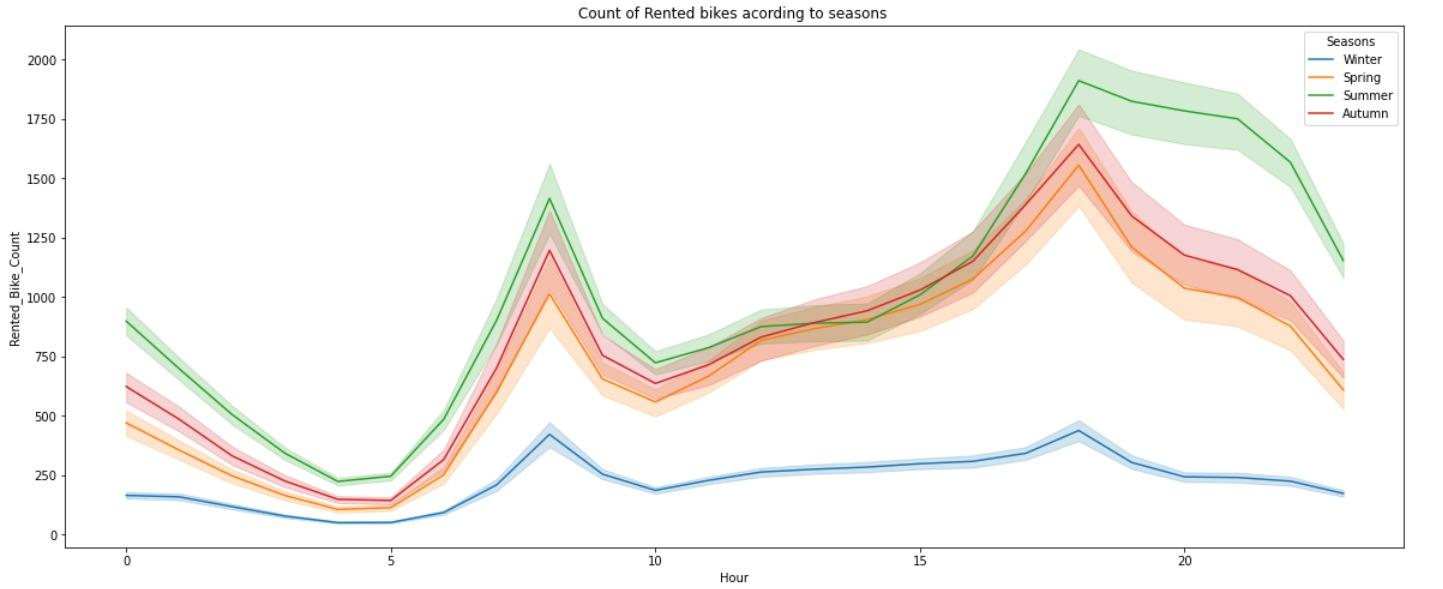 Count of Rented bikes acording to seasons
Seasons
Winter
Spring
Summer
Autumn
Rented_Bike_Count
2000
1750
1500
1250
1000
750
500
250
0
0 5 10 15 20
Hour